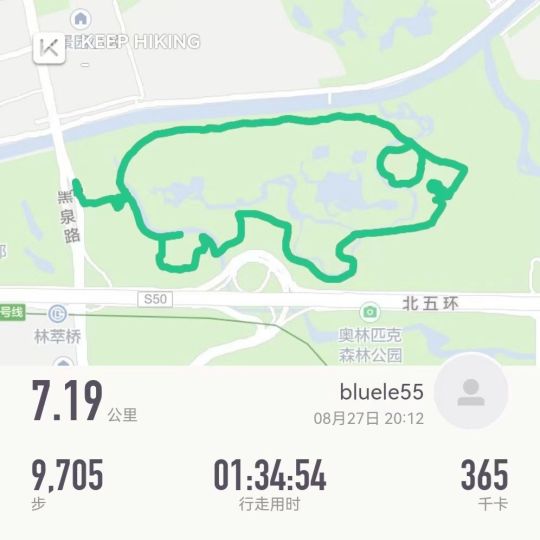 KEEP HIKING
黑泉路
S50
北五环
号线
林萃桥
奥林匹克
森林公园
7.19 公里
bluele55
08月27日 20:12
9,705
01:34:54
365
步
行走用时
千卡